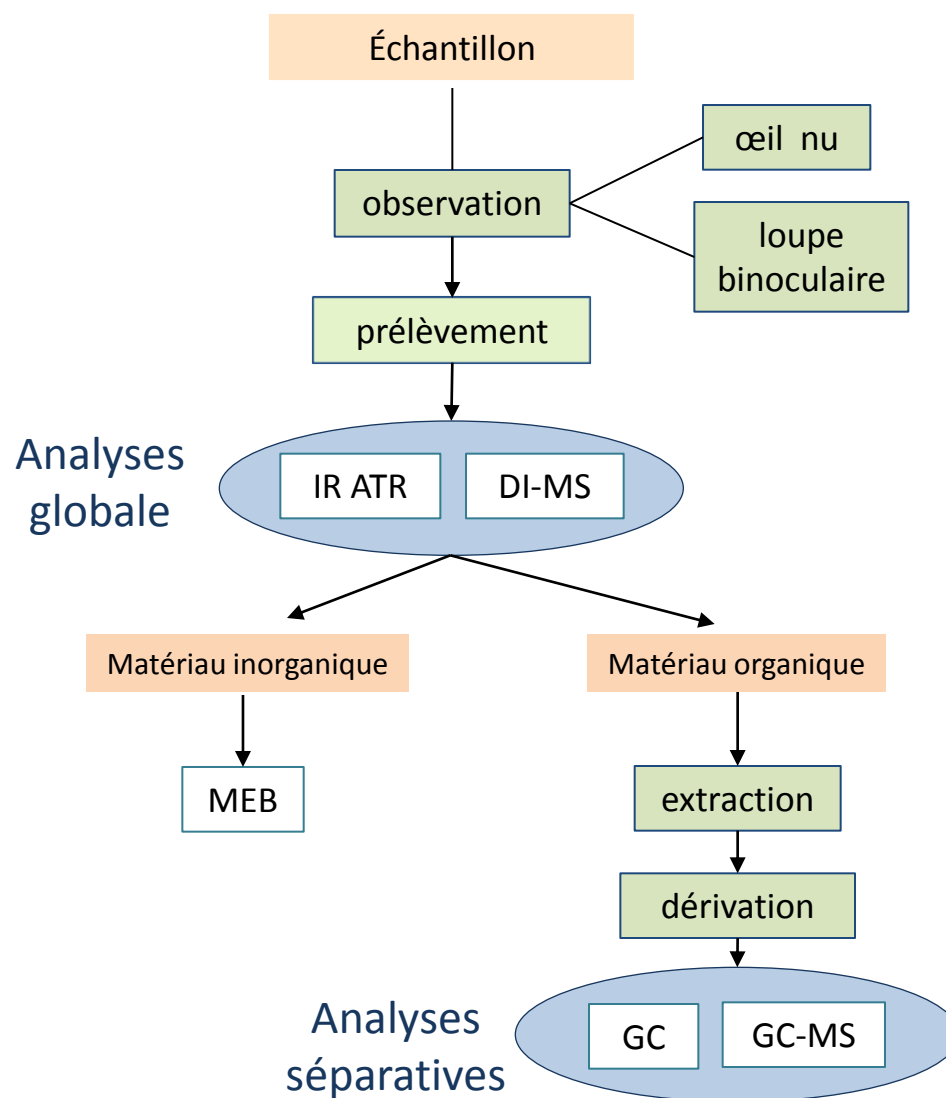 Échantillon
œil nu
observation
loupe
binoculaire
prélèvement
Analyses
globale
IR ATR
DI-MS
Matériau inorganique
Matériau organique
MEB
extraction
dérivation
Analyses
séparatives
GC
GC-MS